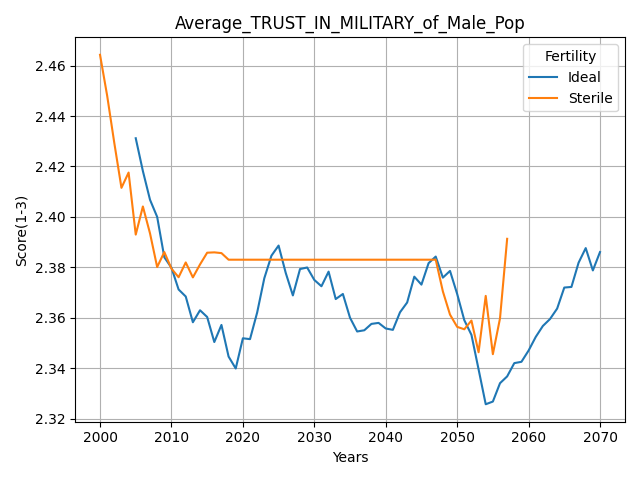 Average_TRUST_IN_MILITARY_of_Male_Pop
Fertility
Ideal
Sterile
Score(1-3)
2.46
2.44
2.42
2.40
2.38
2.36
2.34
2.32
2000 2010 2020 2030 2040 2050 2060 2070
Years